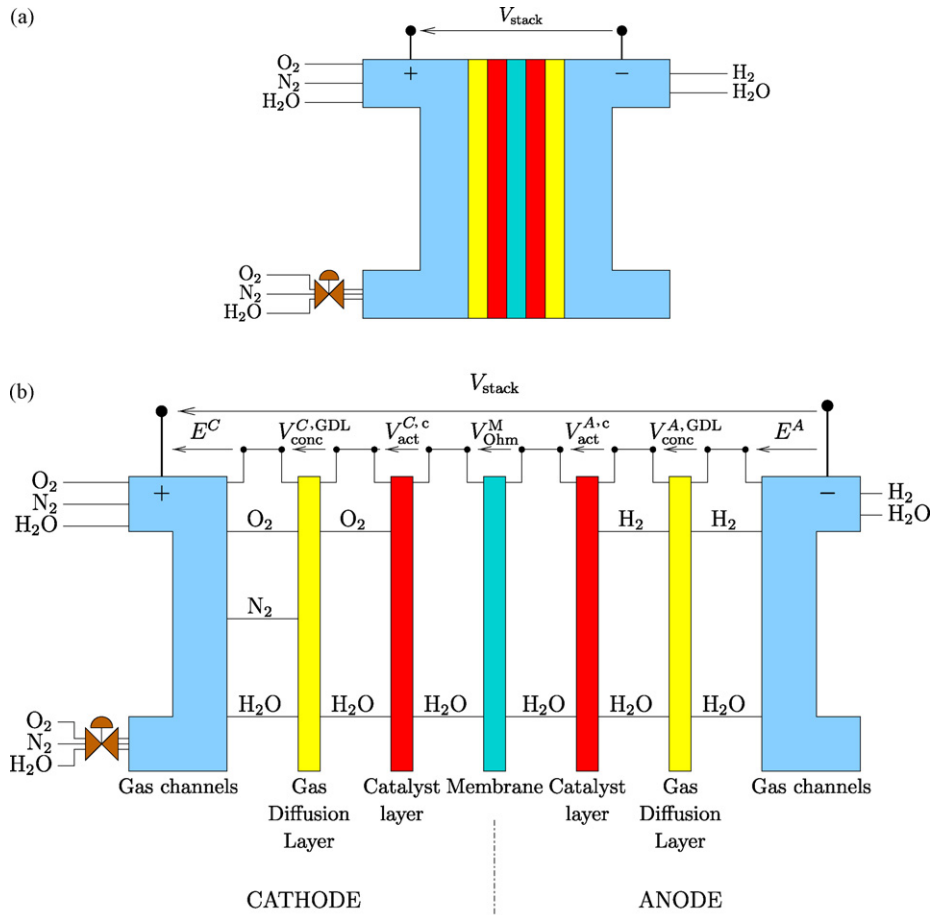 (a)
V_stack
O₂
N₂
H₂O
+
−
H₂
H₂O
O₂
N₂
H₂O
(b)
V_stack
E^C V_conc^{C,GDL} V_act^{C,c} V_Ohm^M V_act^{A,c} V_conc^{A,GDL} E^A
O₂
N₂
H₂O
+
−
H₂
H₂O
O₂ O₂ H₂ H₂
N₂
H₂O H₂O H₂O H₂O H₂O H₂O
O₂
N₂
H₂O
Gas channels Gas Diffusion Layer Catalyst layer Membrane Catalyst layer Gas Diffusion Layer Gas channels
CATHODE ANODE